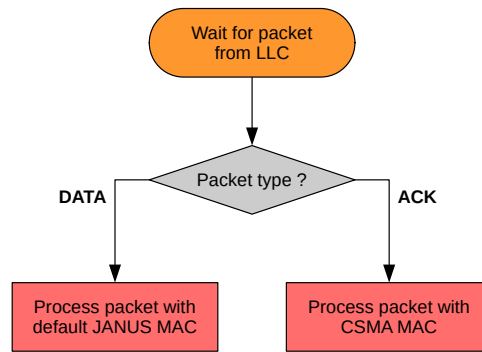 Wait for packet
from LLC
Packet type ?
DATA
ACK
Process packet with
default JANUS MAC
Process packet with
CSMA MAC